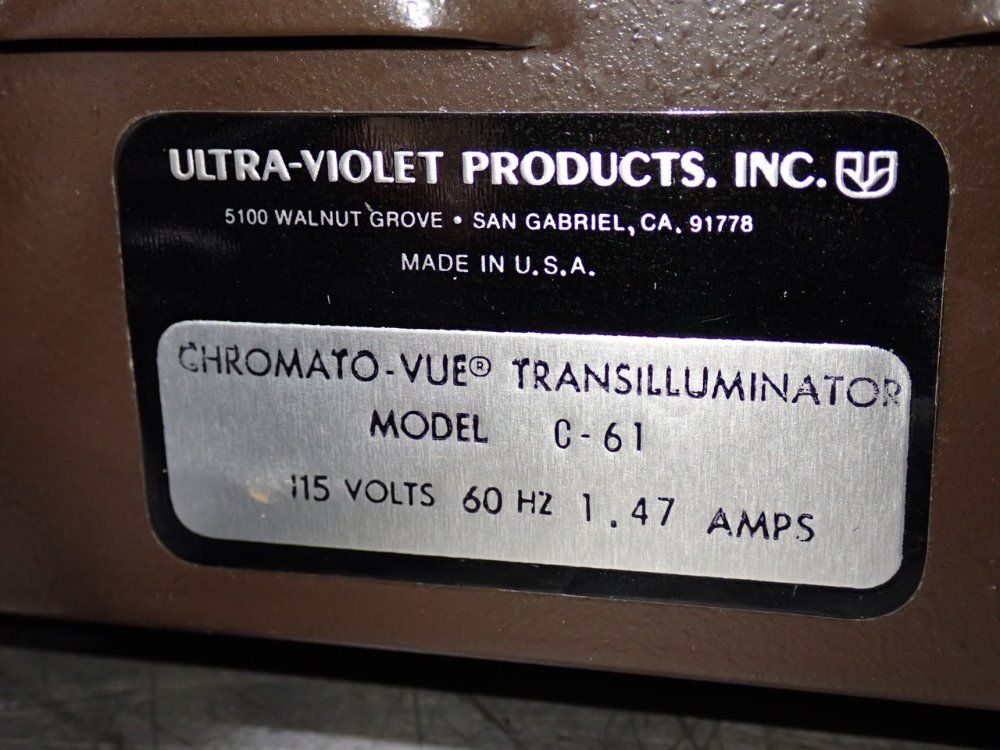 ULTRA-VIOLET PRODUCTS. INC.
5100 WALNUT GROVE • SAN GABRIEL, CA. 91778
MADE IN U.S.A.
CHROMATO-VUE® TRANSILLUMINATOR
MODEL C-61
115 VOLTS 60 HZ 1.47 AMPS